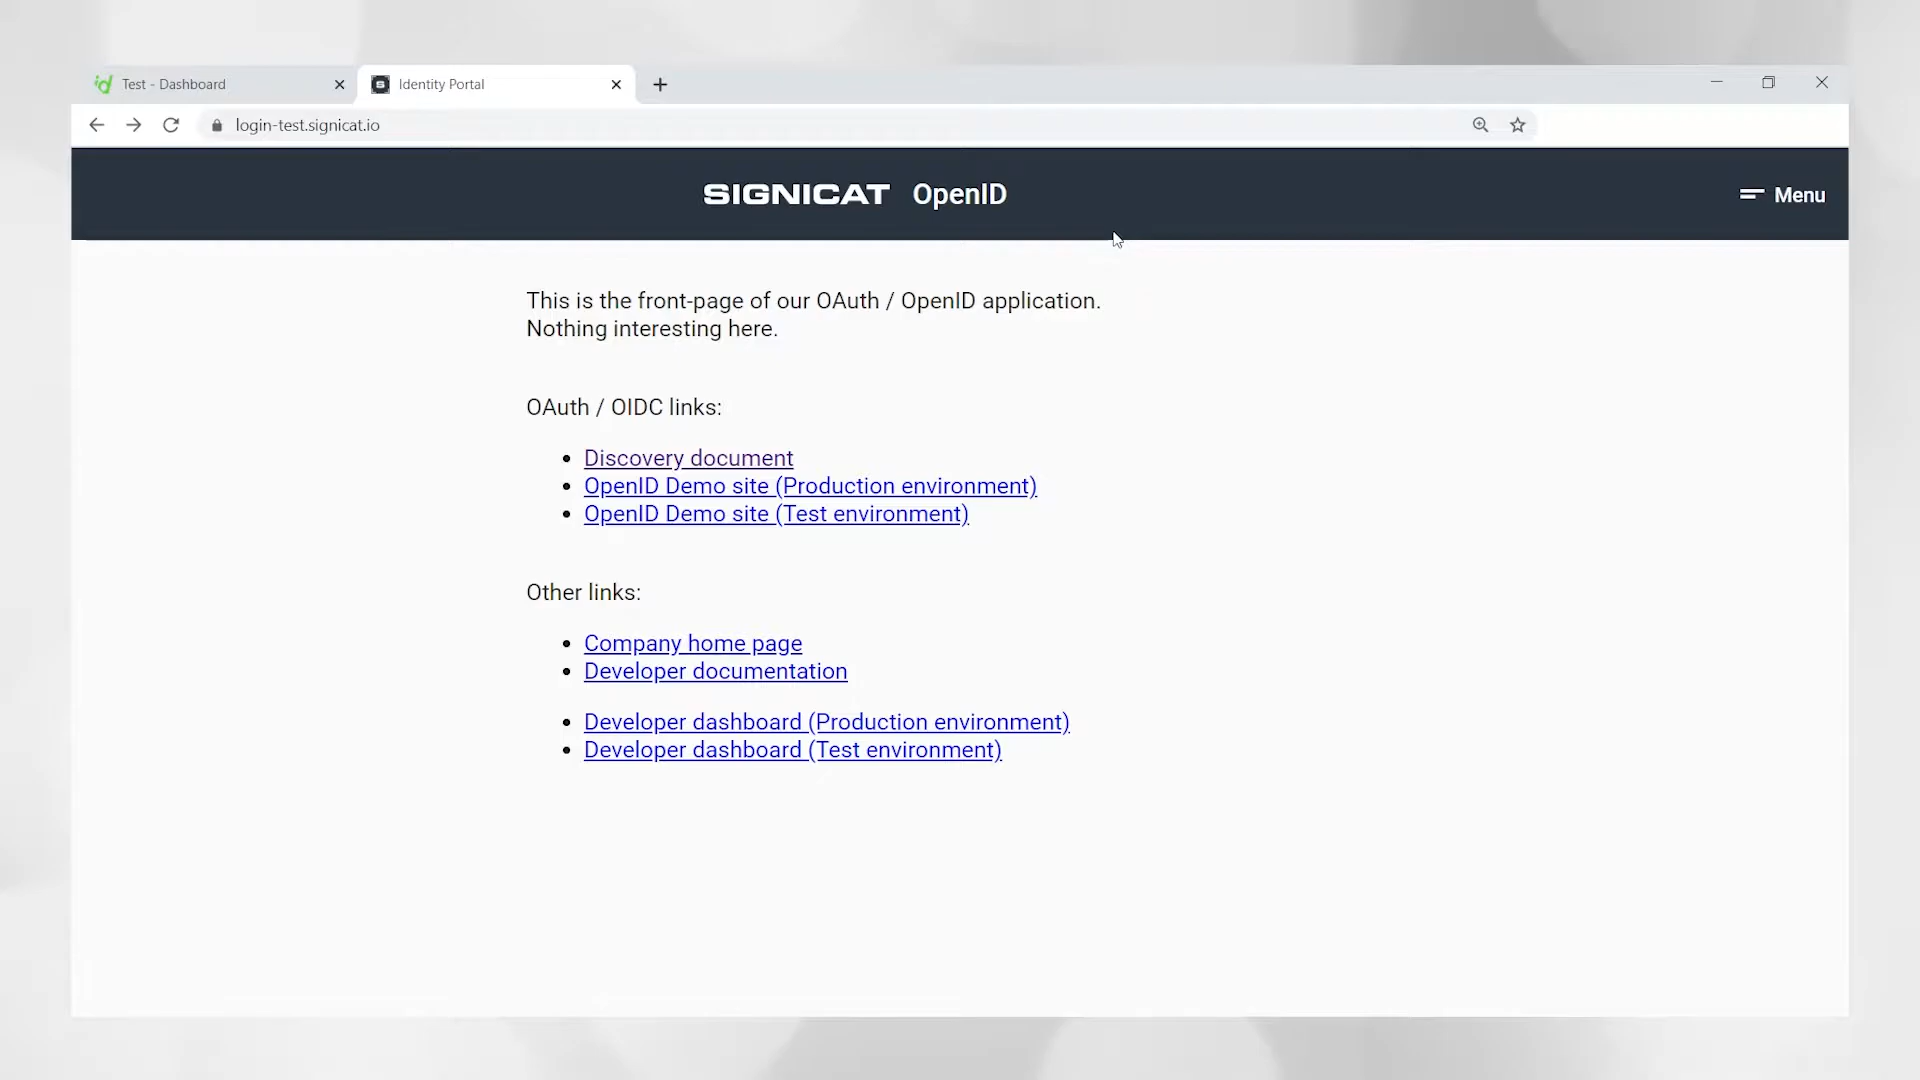 Test - Dashboard
Identity Portal
login-test.signicat.io
SIGNICAT OpenID
Menu
This is the front-page of our OAuth / OpenID application.
Nothing interesting here.
OAuth / OIDC links:
Discovery document
OpenID Demo site (Production environment)
OpenID Demo site (Test environment)
Other links:
Company home page
Developer documentation
Developer dashboard (Production environment)
Developer dashboard (Test environment)